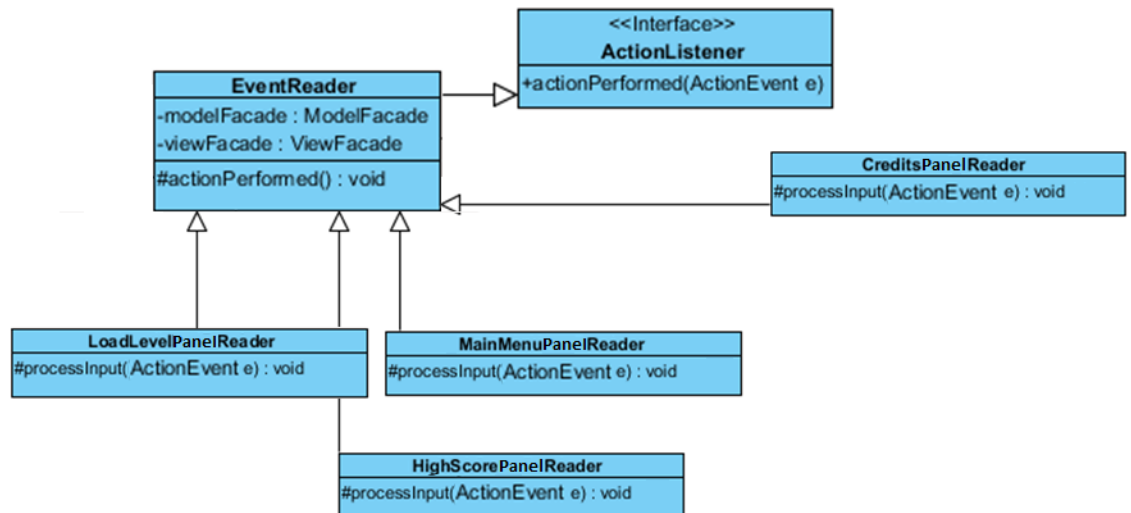 <<Interface>>
ActionListener
+actionPerformed(ActionEvent e)
EventReader
-modelFacade : ModelFacade
-viewFacade : ViewFacade
#actionPerformed() : void
CreditsPanelReader
#processInput(ActionEvent e) : void
LoadLevelPanelReader
#processInput(ActionEvent e) : void
MainMenuPanelReader
#processInput(ActionEvent e) : void
HighScorePanelReader
#processInput(ActionEvent e) : void